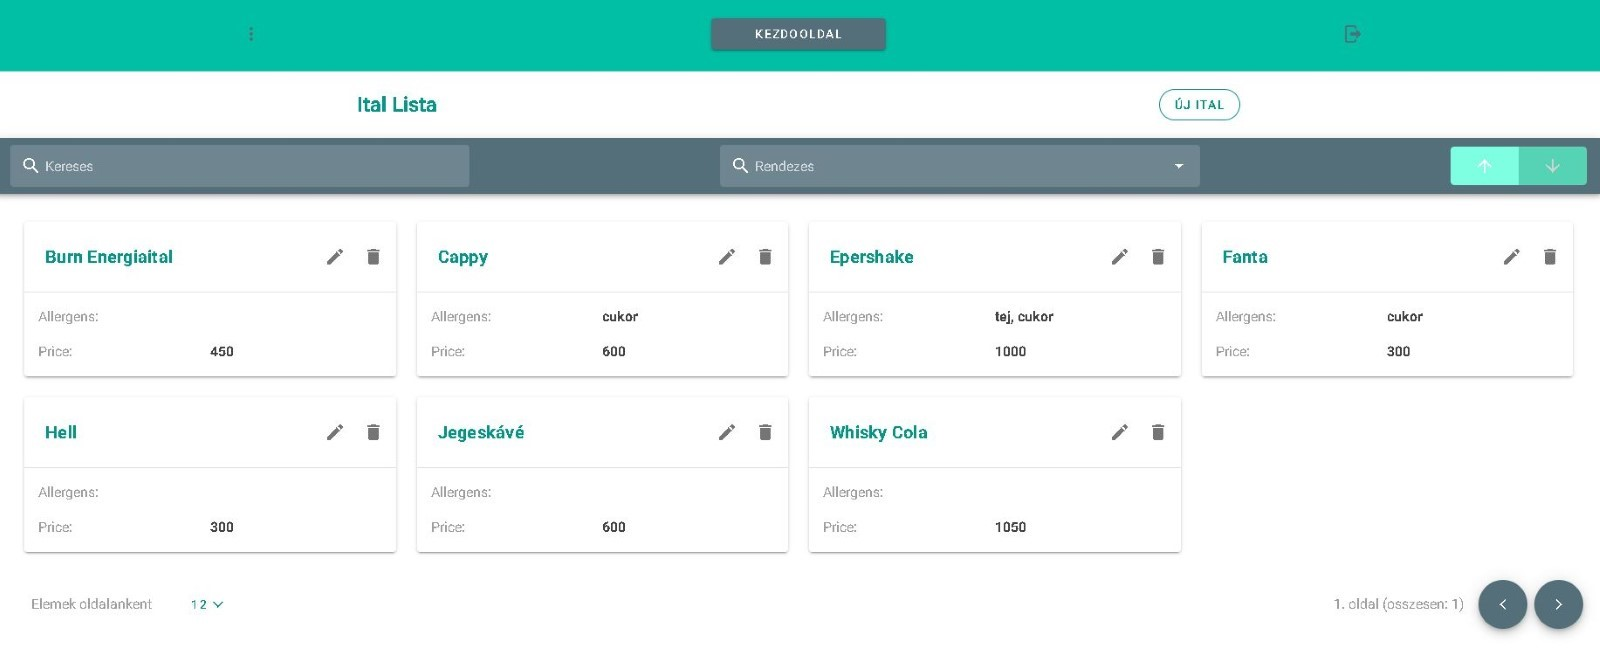 KEZDOOLDAL
Ital Lista
ÚJ ITAL
Kereses
Rendezes
Burn Energiaital
Cappy
Epershake
Fanta
Allergens:
Allergens: cukor
Allergens: tej, cukor
Allergens: cukor
Price: 450
Price: 600
Price: 1000
Price: 300
Hell
Jegeskávé
Whisky Cola
Allergens:
Allergens:
Allergens:
Price: 300
Price: 600
Price: 1050
Elemek oldalankent 12
1. oldal (osszesen: 1)